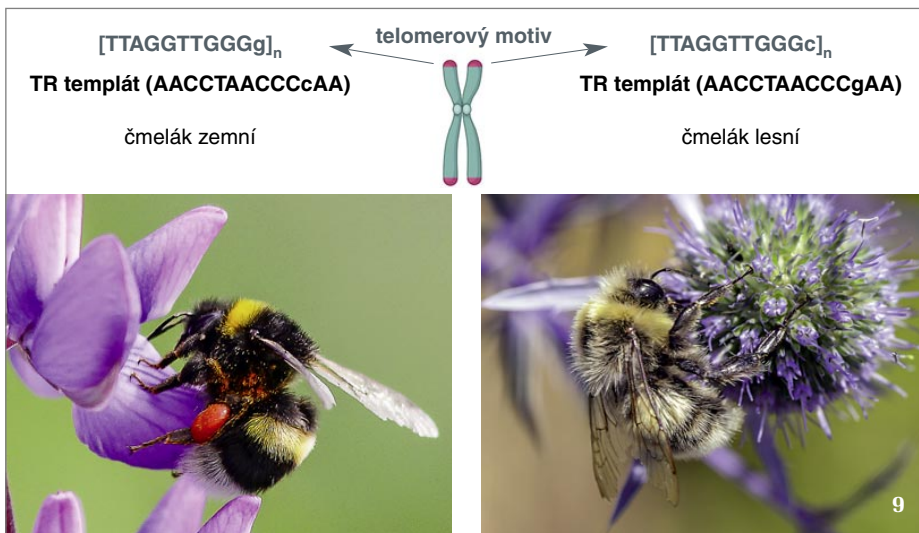 telomerový motiv
[TTAGGTTGGGg]n
TR templát (AACCTAACCCcAA)
čmelák zemní
[TTAGGTTGGGc]n
TR templát (AACCTAACCCgAA)
čmelák lesní
9